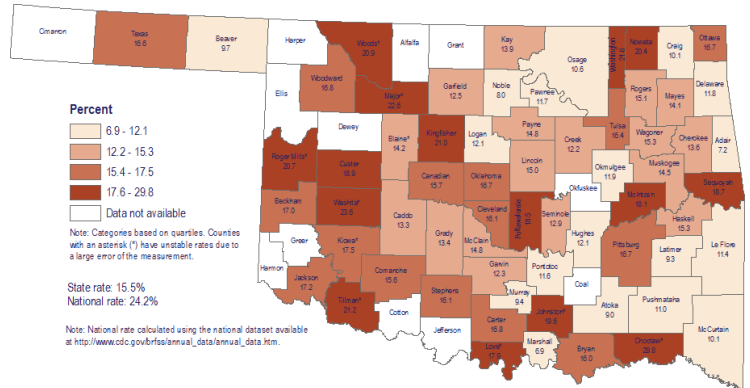 Cimarron
Texas
16.6
Beaver
9.7
Harper
Woods*
20.9
Alfalfa
Grant
Kay
13.9
Osage
10.6
Washington
21.8
Nowata
20.4
Craig
10.1
Ottawa
16.7
Ellis
Woodward
16.8
Major*
22.6
Garfield
12.5
Noble
8.0
Pawnee
11.7
Rogers
15.1
Mayes
14.1
Delaware
11.8
Dewey
Blaine*
14.2
Kingfisher
21.0
Logan
12.1
Payne
14.8
Creek
12.2
Tulsa
16.4
Wagoner
15.3
Cherokee
13.6
Adair
7.2
Roger Mills*
20.7
Custer
18.9
Canadian
15.7
Oklahoma
16.7
Lincoln
15.0
Okfuskee
Okmulgee
11.9
Muskogee
14.5
McIntosh
18.1
Sequoyah
18.7
Beckham
17.0
Washita*
23.6
Caddo
13.3
Grady
13.4
Cleveland
16.1
McClain
14.8
Pottawatomie
18.5
Seminole
12.9
Hughes
12.1
Pittsburg
16.7
Haskell
15.3
Latimer
9.3
Le Flore
11.4
Greer
Kiowa*
17.5
Harmon
Jackson
17.2
Tillman*
21.2
Comanche
15.6
Cotton
Stephens
16.1
Jefferson
Garvin
12.3
Murray
9.4
Pontotoc
11.6
Coal
Carter
16.8
Love*
17.9
Johnston*
19.6
Marshall
6.9
Atoka
9.0
Bryan
16.0
Pushmataha
11.0
Choctaw*
29.8
McCurtain
10.1
Percent
6.9 - 12.1
12.2 - 15.3
15.4 - 17.5
17.6 - 29.8
Data not available
Note: Categories based on quartiles. Counties
with an asterisk (*) have unstable rates due to
a large error of the measurement.
State rate: 15.5%
National rate: 24.2%
Note: National rate calculated using the national dataset available
at http://www.cdc.gov/brfss/annual_data/annual_data.htm.